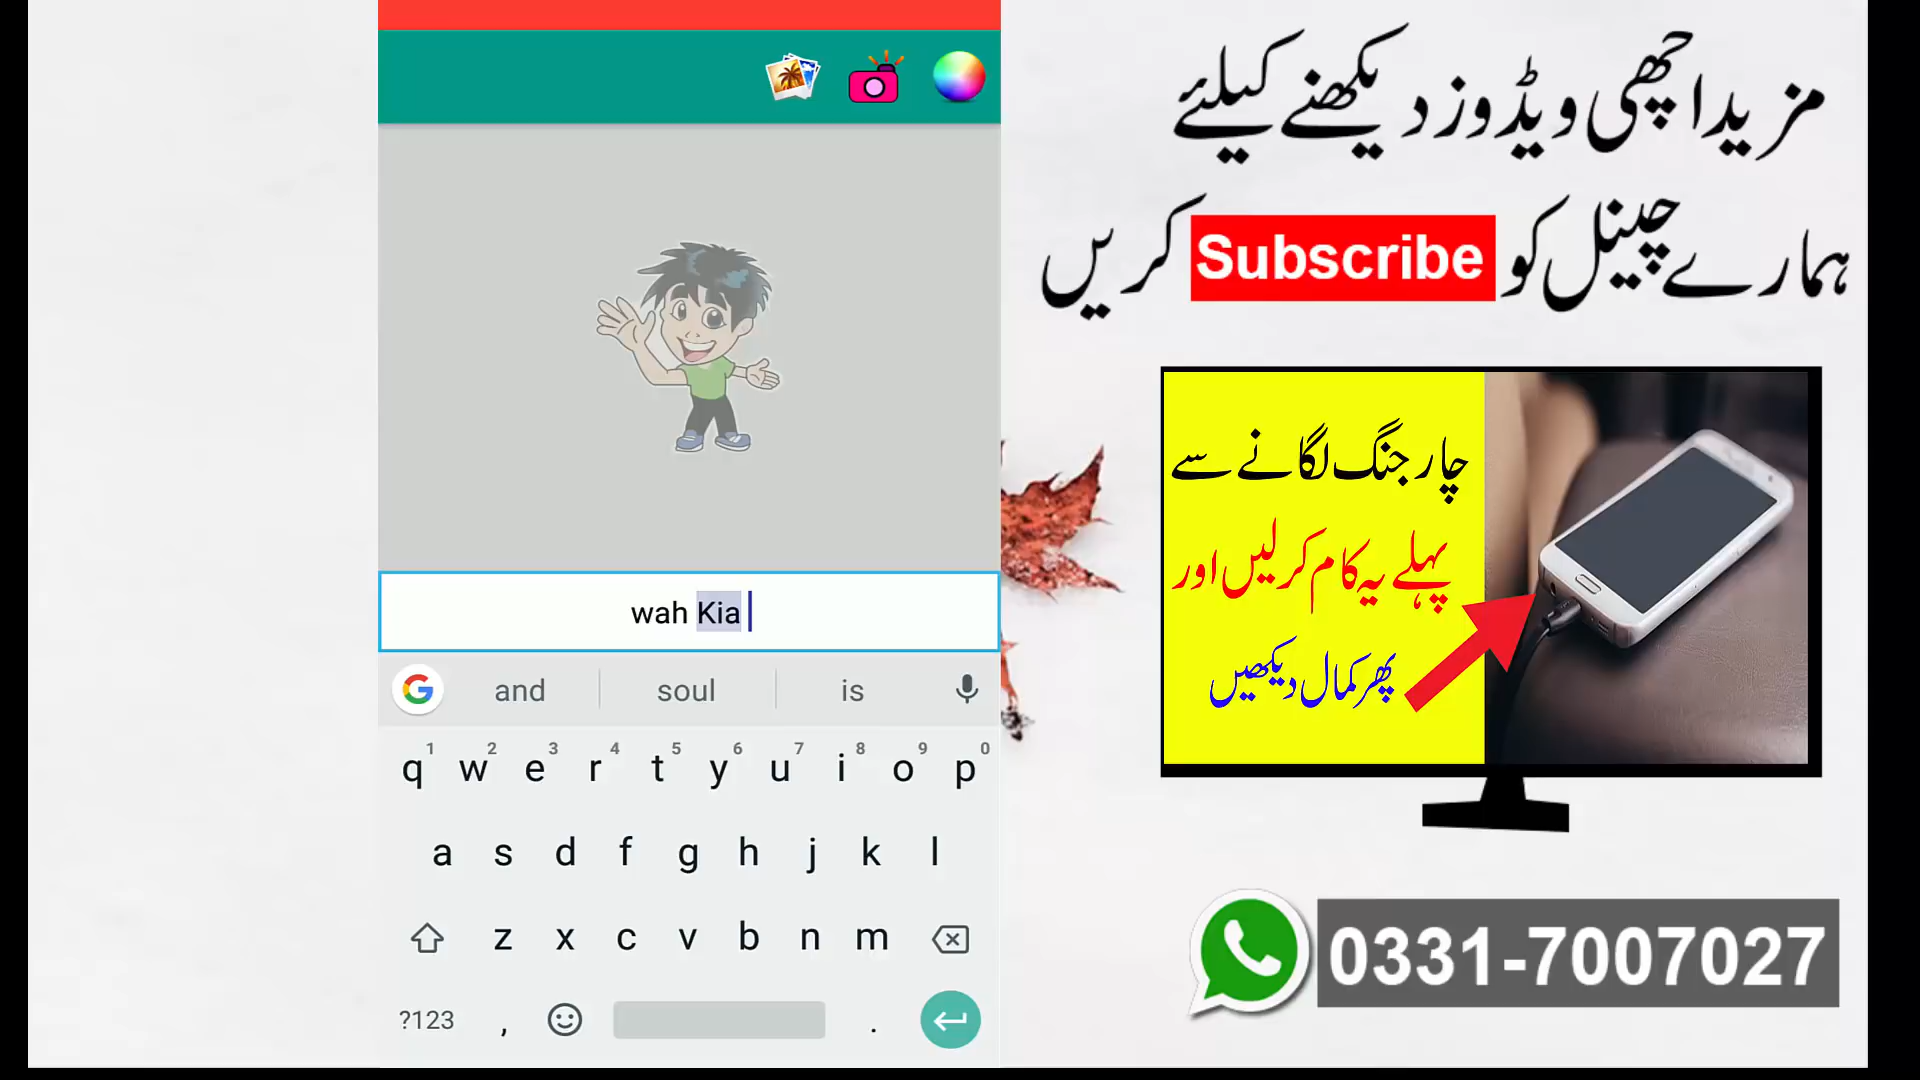 مزید اچھی ویڈوز دیکھنے کیلئے
ہمارے چینل کو Subscribe کریں
wah Kia
and soul is
1 2 3 4 5 6 7 8 9 0
q w e r t y u i o p
a s d f g h j k l
z x c v b n m
?123 , .
چارجنگ لگانے سے
پہلے یہ کام کرلیں اور
پھر کمال دیکھیں
0331-7007027